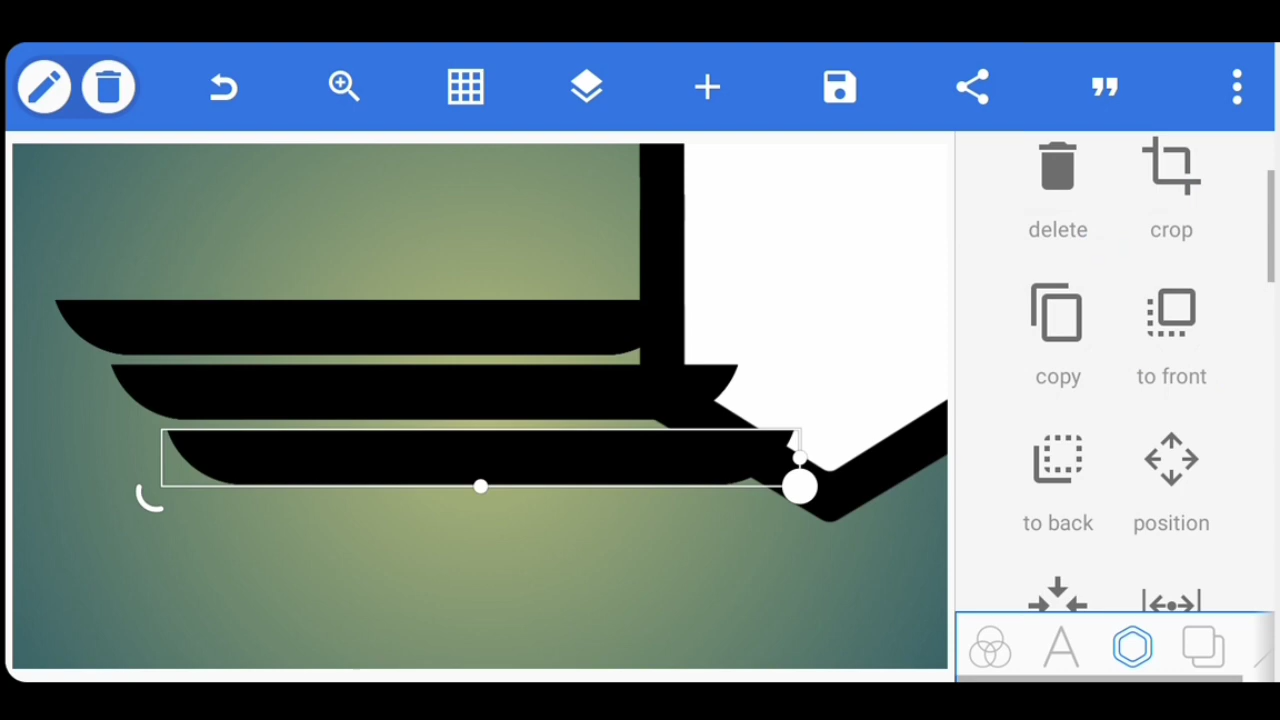 delete
crop
copy
to front
to back
position